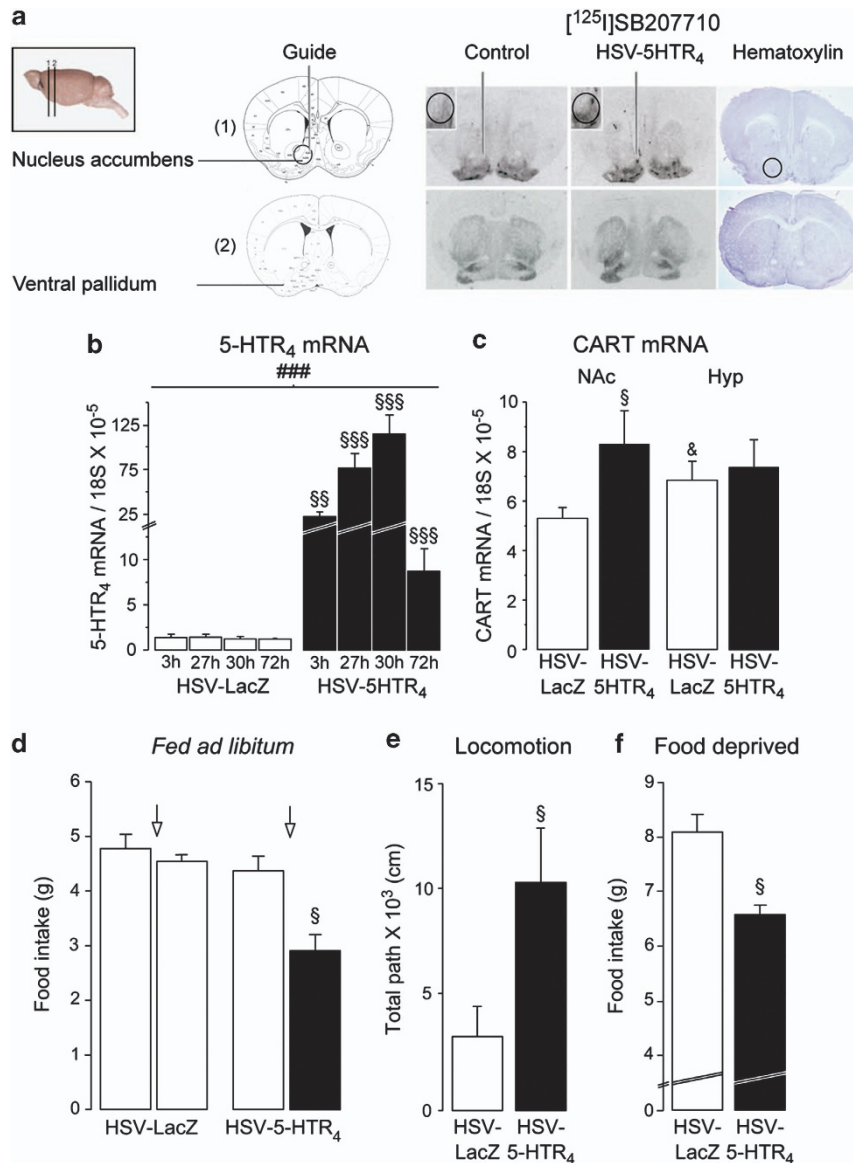 a
[¹²⁵I]SB207710
Guide
Control
HSV-5HTR₄
Hematoxylin
1 2
(1)
Nucleus accumbens
(2)
Ventral pallidum
b
5-HTR₄ mRNA
###
5-HTR₄ mRNA / 18S X 10⁻⁵
125
75
25
10
5
0
§§
§§§
§§§
§§§
3h 27h 30h 72h
3h 27h 30h 72h
HSV-LacZ
HSV-5HTR₄
c
CART mRNA
NAc
Hyp
CART mRNA / 18S X 10⁻⁵
10
8
6
5
4
2
0
§
&
HSV-LacZ
HSV-5HTR₄
HSV-LacZ
HSV-5HTR₄
d
Fed ad libitum
Food intake (g)
6
5
4
3
2
1
0
§
HSV-LacZ
HSV-5-HTR₄
e
Locomotion
Total path X 10³ (cm)
15
10
5
0
§
HSV-LacZ
HSV-5-HTR₄
f
Food deprived
Food intake (g)
9
8
7
6
4
0
§
HSV-LacZ
HSV-5-HTR₄